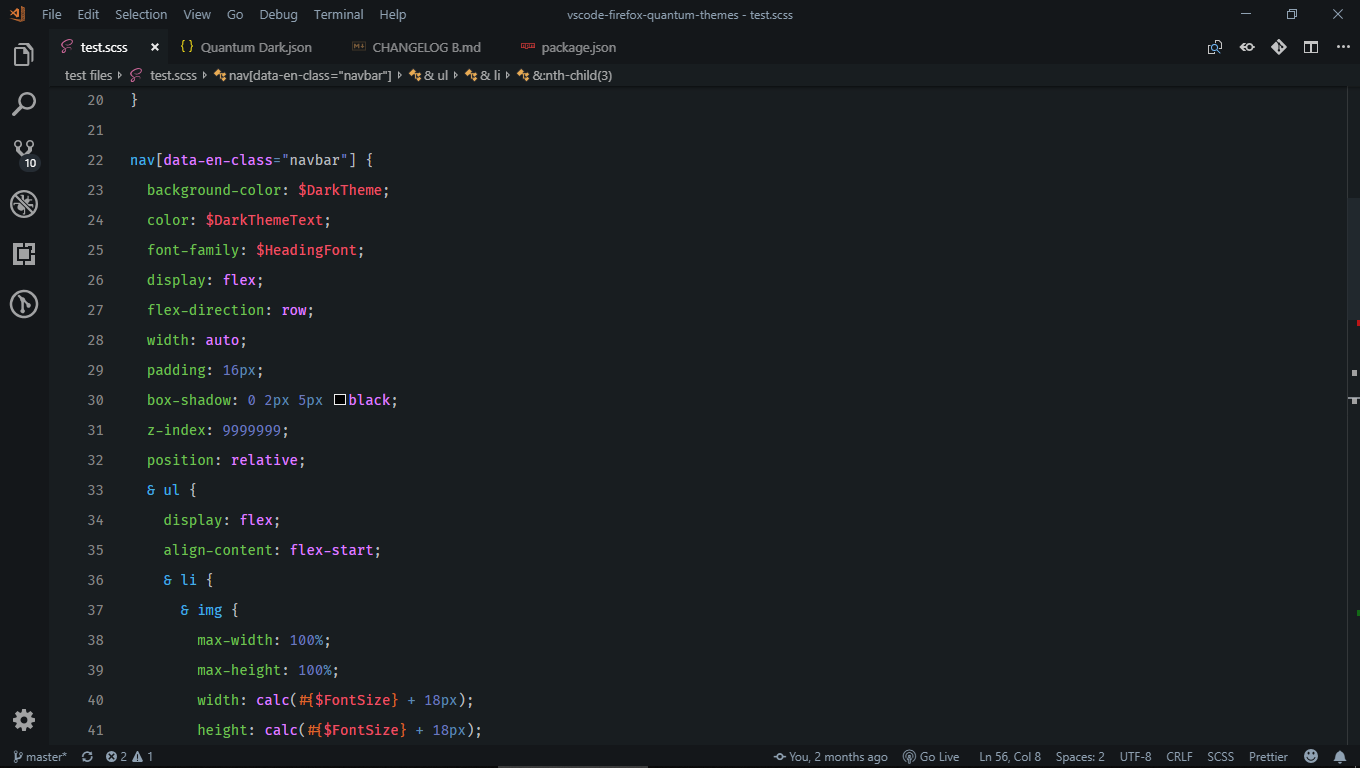 File Edit Selection View Go Debug Terminal Help vscode-firefox-quantum-themes - test.scss
test.scss × {} Quantum Dark.json CHANGELOG B.md package.json
test files test.scss nav[data-en-class="navbar"] & ul & li &:nth-child(3)
20 }
21
22 nav[data-en-class="navbar"] {
23 background-color: $DarkTheme;
24 color: $DarkThemeText;
25 font-family: $HeadingFont;
26 display: flex;
27 flex-direction: row;
28 width: auto;
29 padding: 16px;
30 box-shadow: 0 2px 5px black;
31 z-index: 9999999;
32 position: relative;
33 & ul {
34 display: flex;
35 align-content: flex-start;
36 & li {
37 & img {
38 max-width: 100%;
39 max-height: 100%;
40 width: calc(#{$FontSize} + 18px);
41 height: calc(#{$FontSize} + 18px);
10
master* 2 1 You, 2 months ago Go Live Ln 56, Col 8 Spaces: 2 UTF-8 CRLF SCSS Prettier